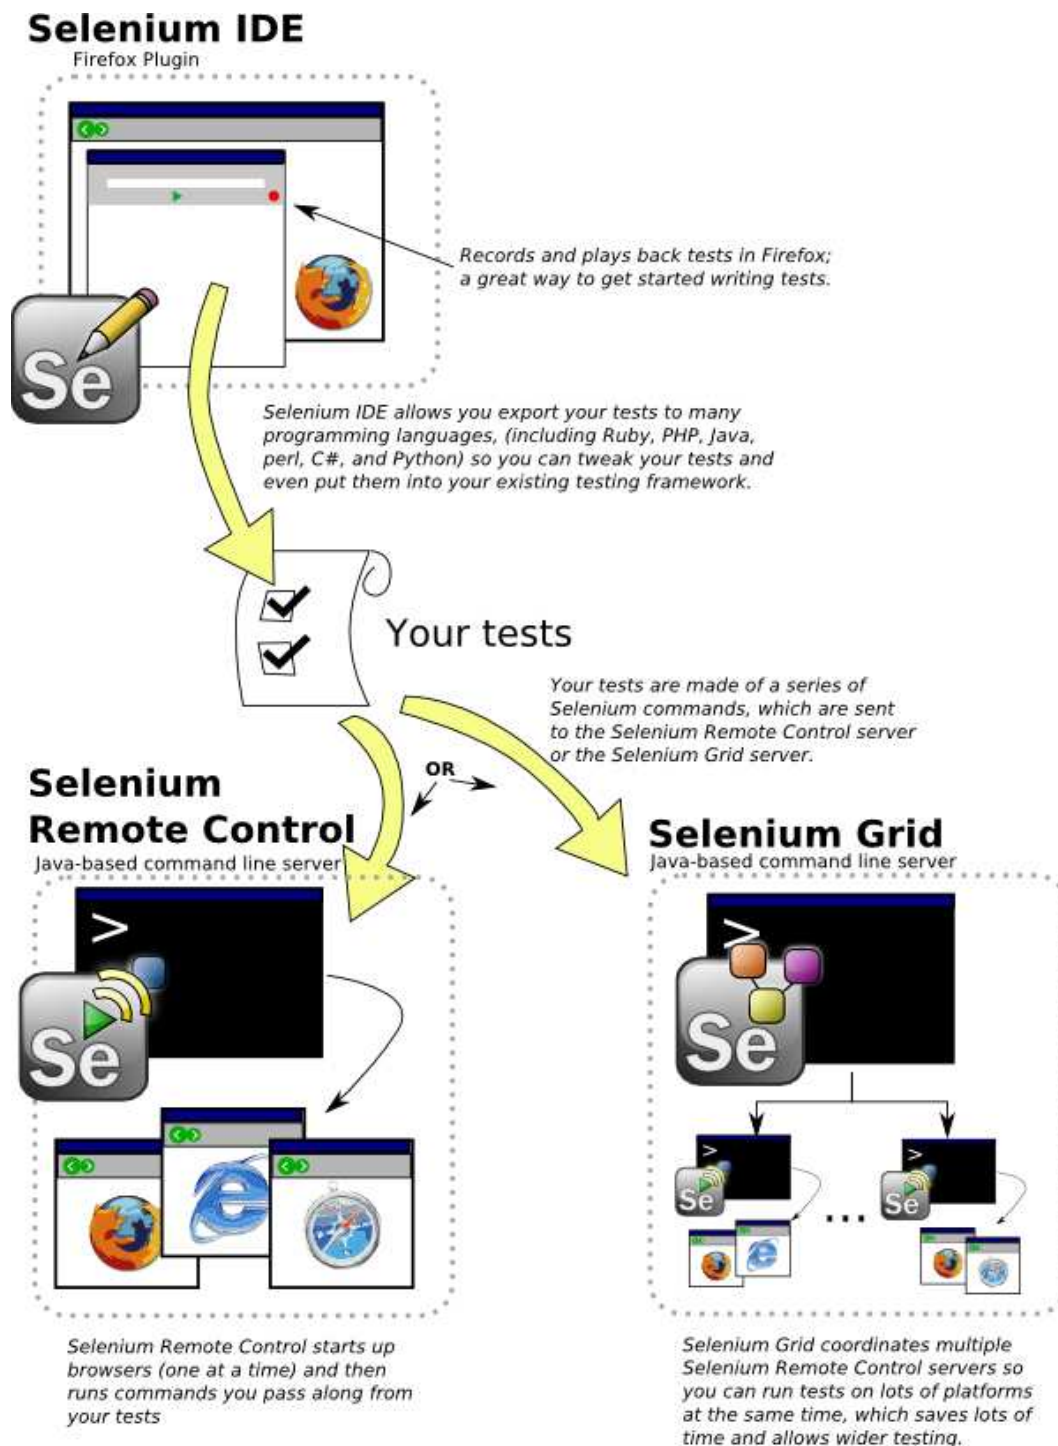 Selenium IDE
Firefox Plugin
Records and plays back tests in Firefox;
a great way to get started writing tests.
Se
Selenium IDE allows you export your tests to many
programming languages, (including Ruby, PHP, Java,
perl, C#, and Python) so you can tweak your tests and
even put them into your existing testing framework.
Your tests
Your tests are made of a series of
Selenium commands, which are sent
to the Selenium Remote Control server
or the Selenium Grid server.
OR
Selenium
Remote Control
Java-based command line server
>
Se
Selenium Remote Control starts up
browsers (one at a time) and then
runs commands you pass along from
your tests
Selenium Grid
Java-based command line server
>
Se
>
Se
...
>
Se
Selenium Grid coordinates multiple
Selenium Remote Control servers so
you can run tests on lots of platforms
at the same time, which saves lots of
time and allows wider testing.